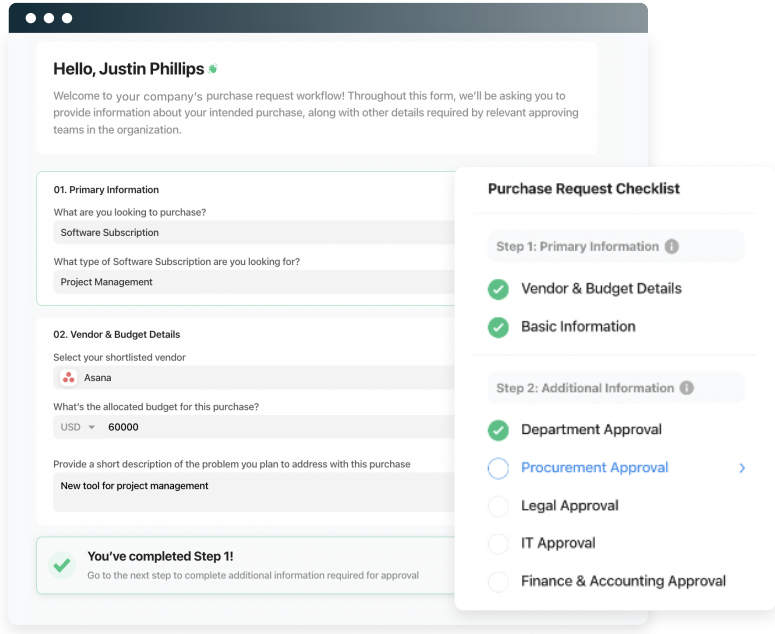 Hello, Justin Phillips
Welcome to your company's purchase request workflow! Throughout this form, we'll be asking you to
provide information about your intended purchase, along with other details required by relevant approving
teams in the organization.
01. Primary Information
What are you looking to purchase?
Software Subscription
What type of Software Subscription are you looking for?
Project Management
02. Vendor & Budget Details
Select your shortlisted vendor
Asana
What's the allocated budget for this purchase?
USD 60000
Provide a short description of the problem you plan to address with this purchase
New tool for project management
You've completed Step 1!
Go to the next step to complete additional information required for approval
Purchase Request Checklist
Step 1: Primary Information
Vendor & Budget Details
Basic Information
Step 2: Additional Information
Department Approval
Procurement Approval
Legal Approval
IT Approval
Finance & Accounting Approval